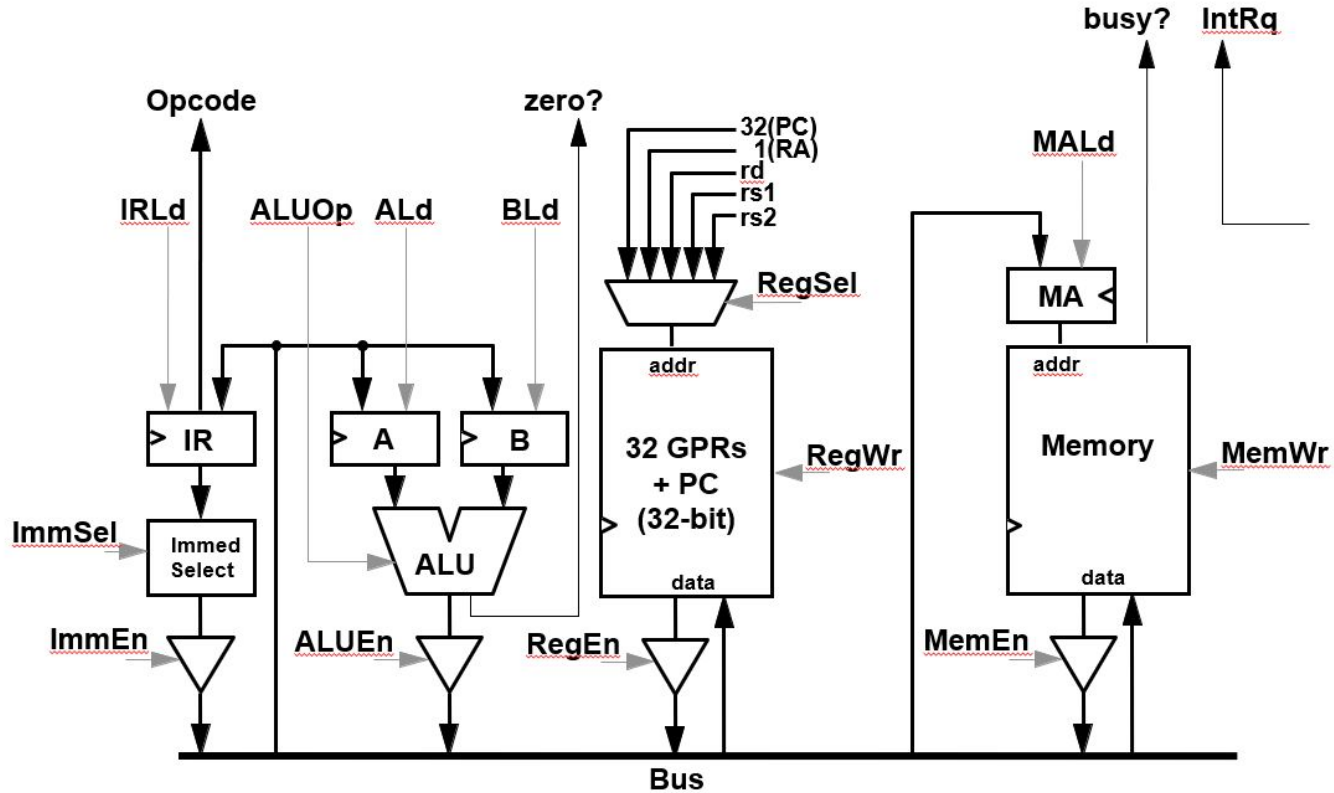 busy? IntRq
Opcode
zero?
32(PC)
1(RA)
rd
rs1
rs2
MALd
IRLd
ALUOp
ALd
BLd
RegSel
MA
addr
addr
IR
A
B
32 GPRs
+ PC
(32-bit)
Memory
RegWr
MemWr
ImmSel
Immed
Select
ALU
data
data
ImmEn
ALUEn
RegEn
MemEn
Bus